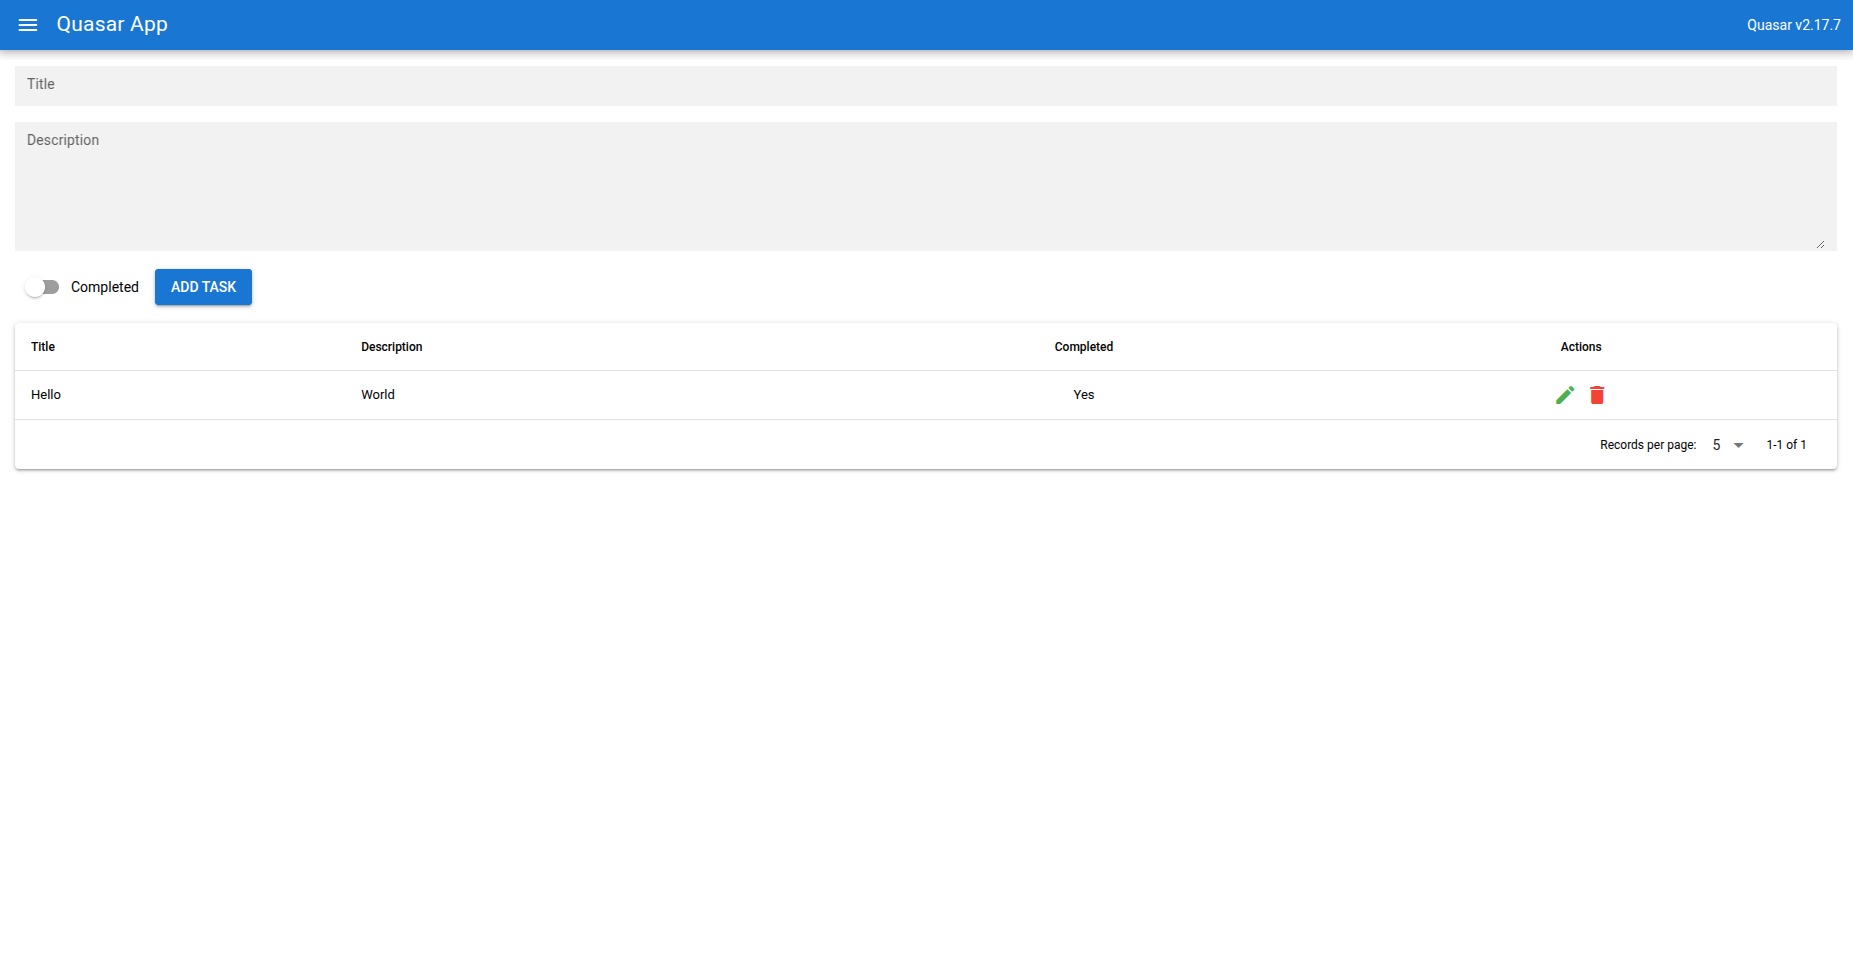 Quasar App Quasar v2.17.7
Title
Description
Completed ADD TASK
Title Description Completed Actions
Hello World Yes
Records per page: 5 1-1 of 1